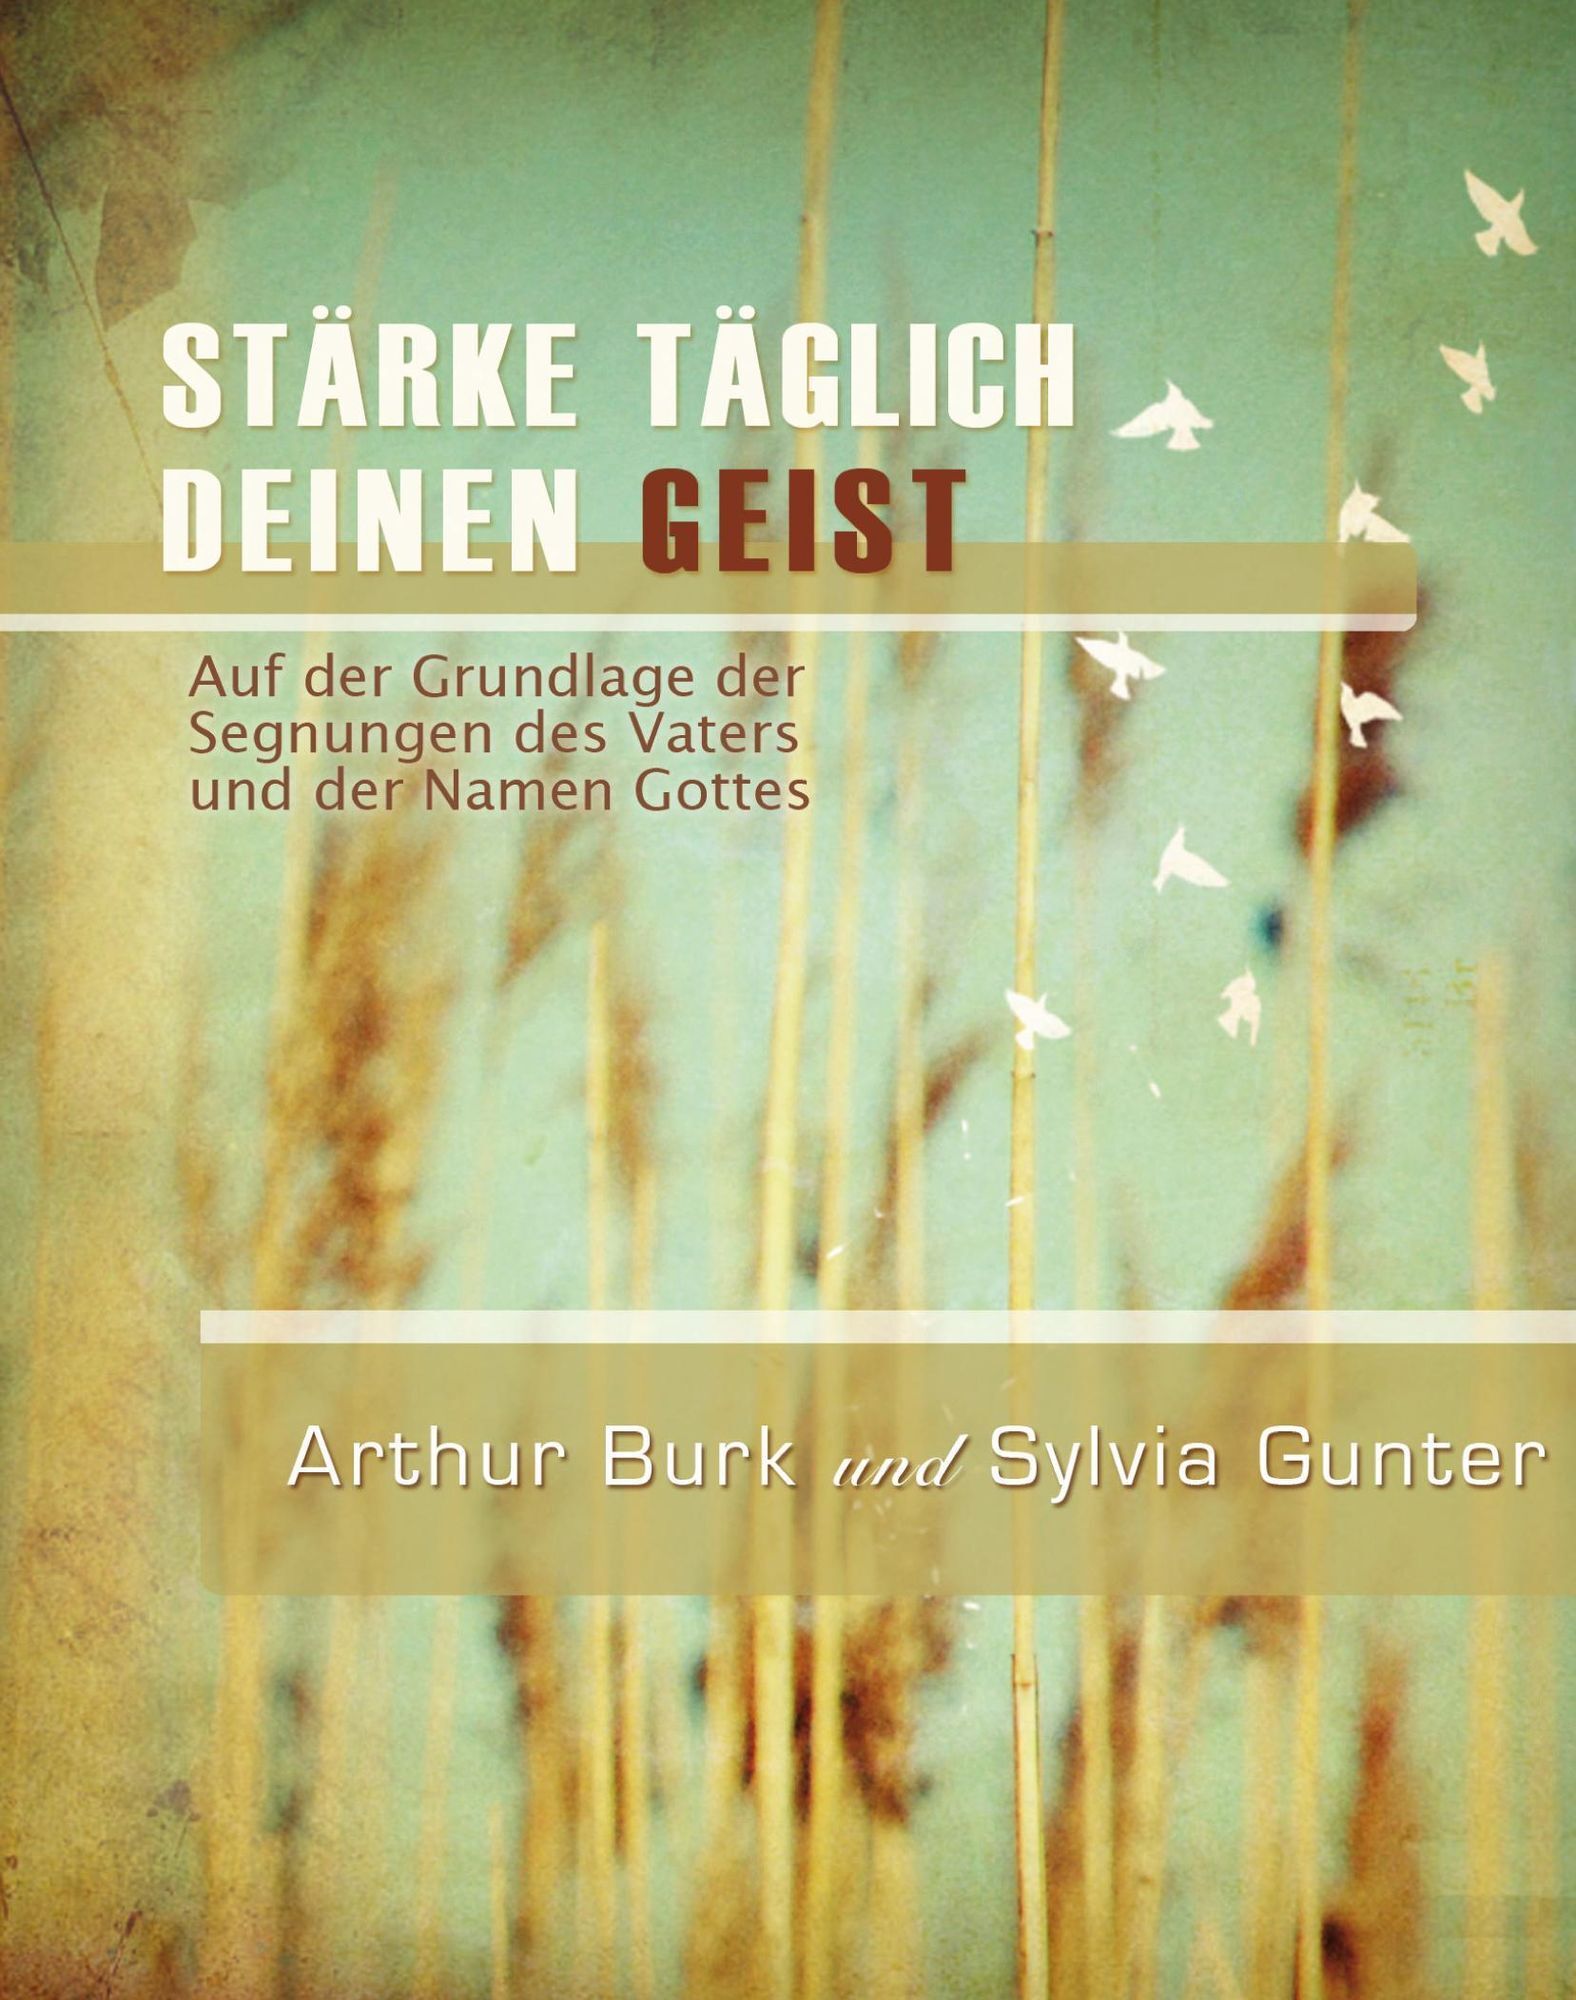 STÄRKE TÄGLICH
DEINEN GEIST
Auf der Grundlage der
Segnungen des Vaters
und der Namen Gottes
Arthur Burk und Sylvia Gunter